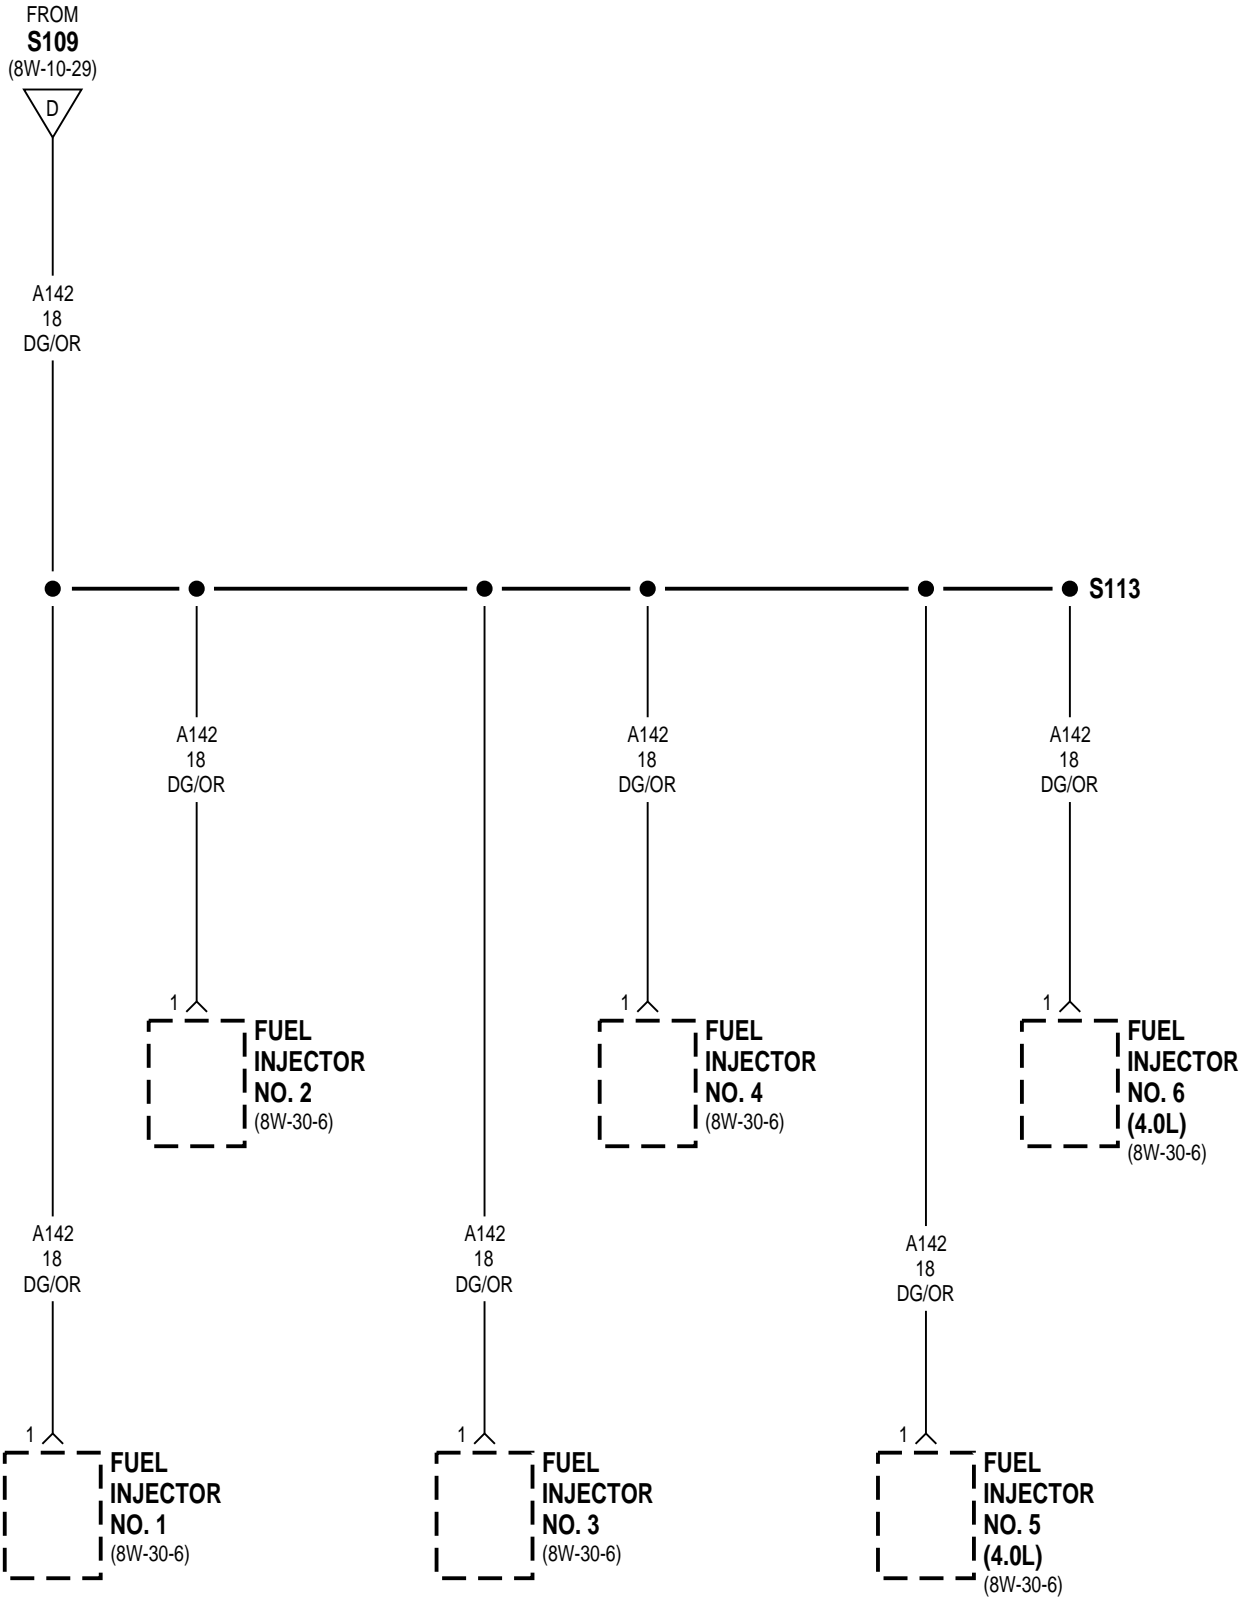 FROM
S109
(8W-10-29)
D
A142
18
DG/OR
S113
A142
18
DG/OR
A142
18
DG/OR
A142
18
DG/OR
1
FUEL
INJECTOR
NO. 2
(8W-30-6)
1
FUEL
INJECTOR
NO. 4
(8W-30-6)
1
FUEL
INJECTOR
NO. 6
(4.0L)
(8W-30-6)
A142
18
DG/OR
A142
18
DG/OR
A142
18
DG/OR
1
FUEL
INJECTOR
NO. 1
(8W-30-6)
1
FUEL
INJECTOR
NO. 3
(8W-30-6)
1
FUEL
INJECTOR
NO. 5
(4.0L)
(8W-30-6)